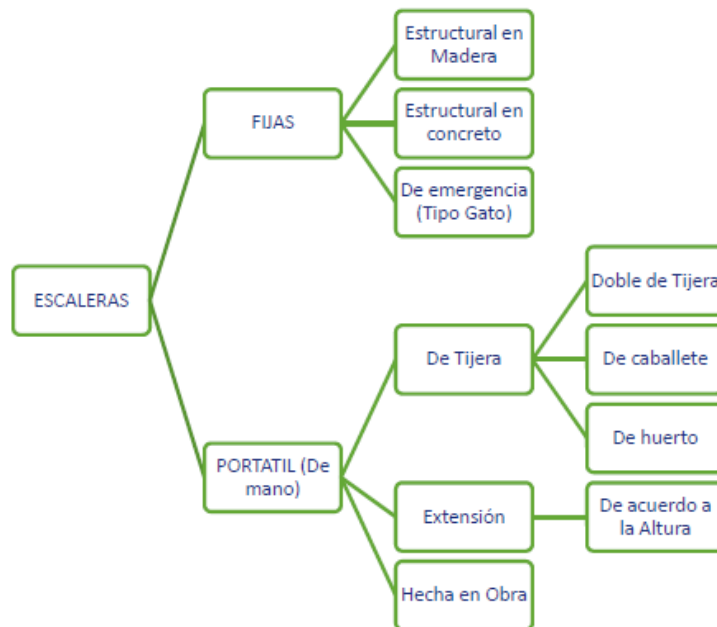 ESCALERAS
FIJAS
Estructural en
Madera
Estructural en
concreto
De emergencia
(Tipo Gato)
PORTATIL (De
mano)
De Tijera
Doble de Tijera
De caballete
De huerto
Extensión
De acuerdo a
la Altura
Hecha en Obra